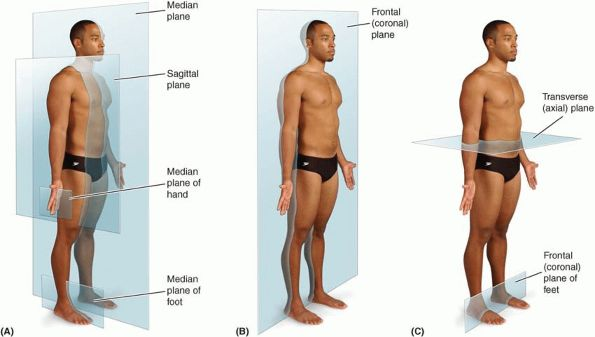 Median
plane
Sagittal
plane
Median
plane of
hand
Median
plane of
foot
(A)
Frontal
(coronal)
plane
(B)
Transverse
(axial) plane
Frontal
(coronal)
plane of
feet
(C)